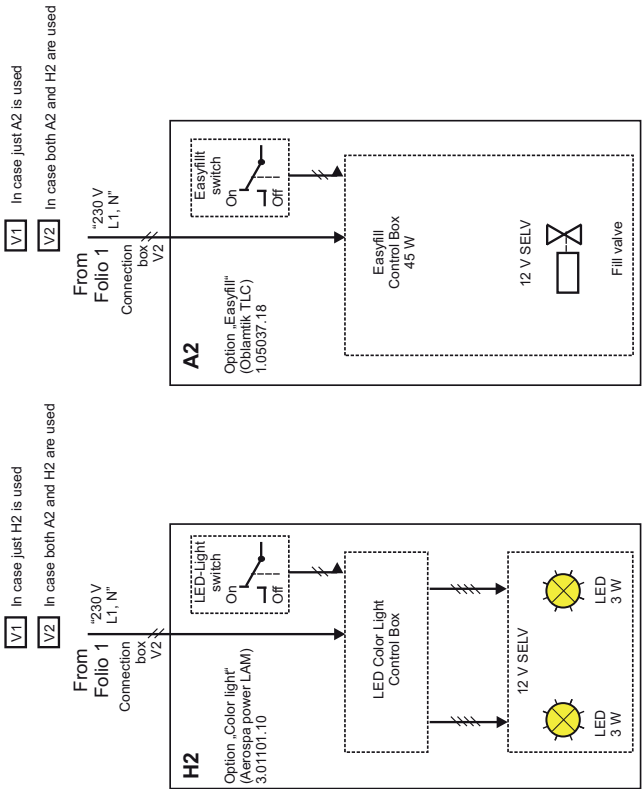 V1 In case just H2 is used
V2 In case both A2 and H2 are used
From
Folio 1
Connection
box
V2
“230 V
L1, N”
H2
Option „Color light“
(Aerospa power LAM)
3.01101.10
LED-Light
switch
On
Off
LED Color Light
Control Box
12 V SELV
LED
3 W
LED
3 W
V1 In case just A2 is used
V2 In case both A2 and H2 are used
From
Folio 1
Connection
box
V2
“230 V
L1, N”
A2
Option „Easyfill“
(Oblamtik TLC)
1.05037.18
Easyfillt
switch
On
Off
Easyfill
Control Box
45 W
12 V SELV
Fill valve